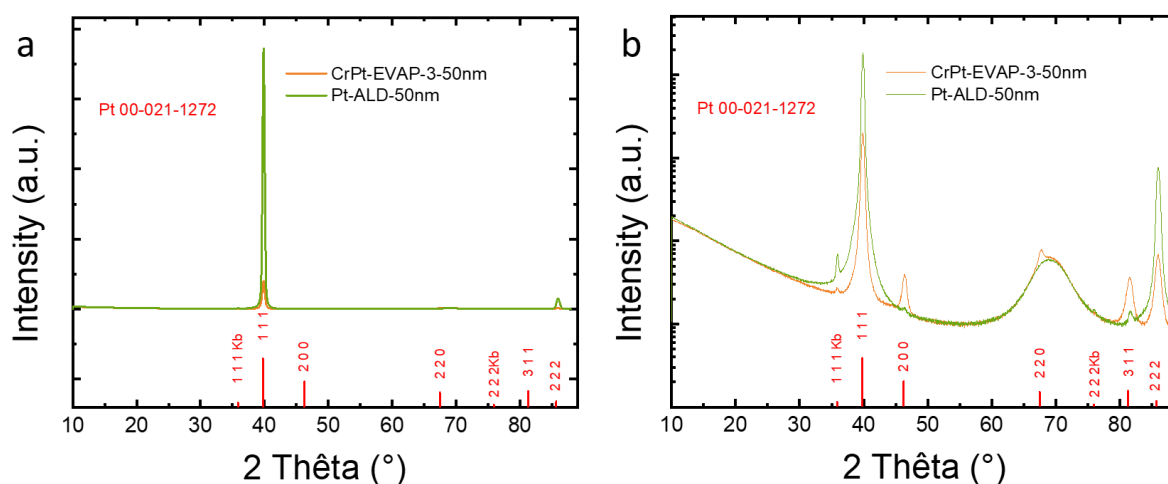 a
Intensity (a.u.)
CrPt-EVAP-3-50nm
Pt-ALD-50nm
Pt 00-021-1272
1 1 1 Kb
1 1 1
2 0 0
2 2 0
2 2 2Kb
3 1 1
2 2 2
10 20 30 40 50 60 70 80
2 Thêta (°)
b
Intensity (a.u.)
CrPt-EVAP-3-50nm
Pt-ALD-50nm
Pt 00-021-1272
1 1 1 Kb
1 1 1
2 0 0
2 2 0
2 2 2Kb
3 1 1
2 2 2
10 20 30 40 50 60 70 80
2 Thêta (°)